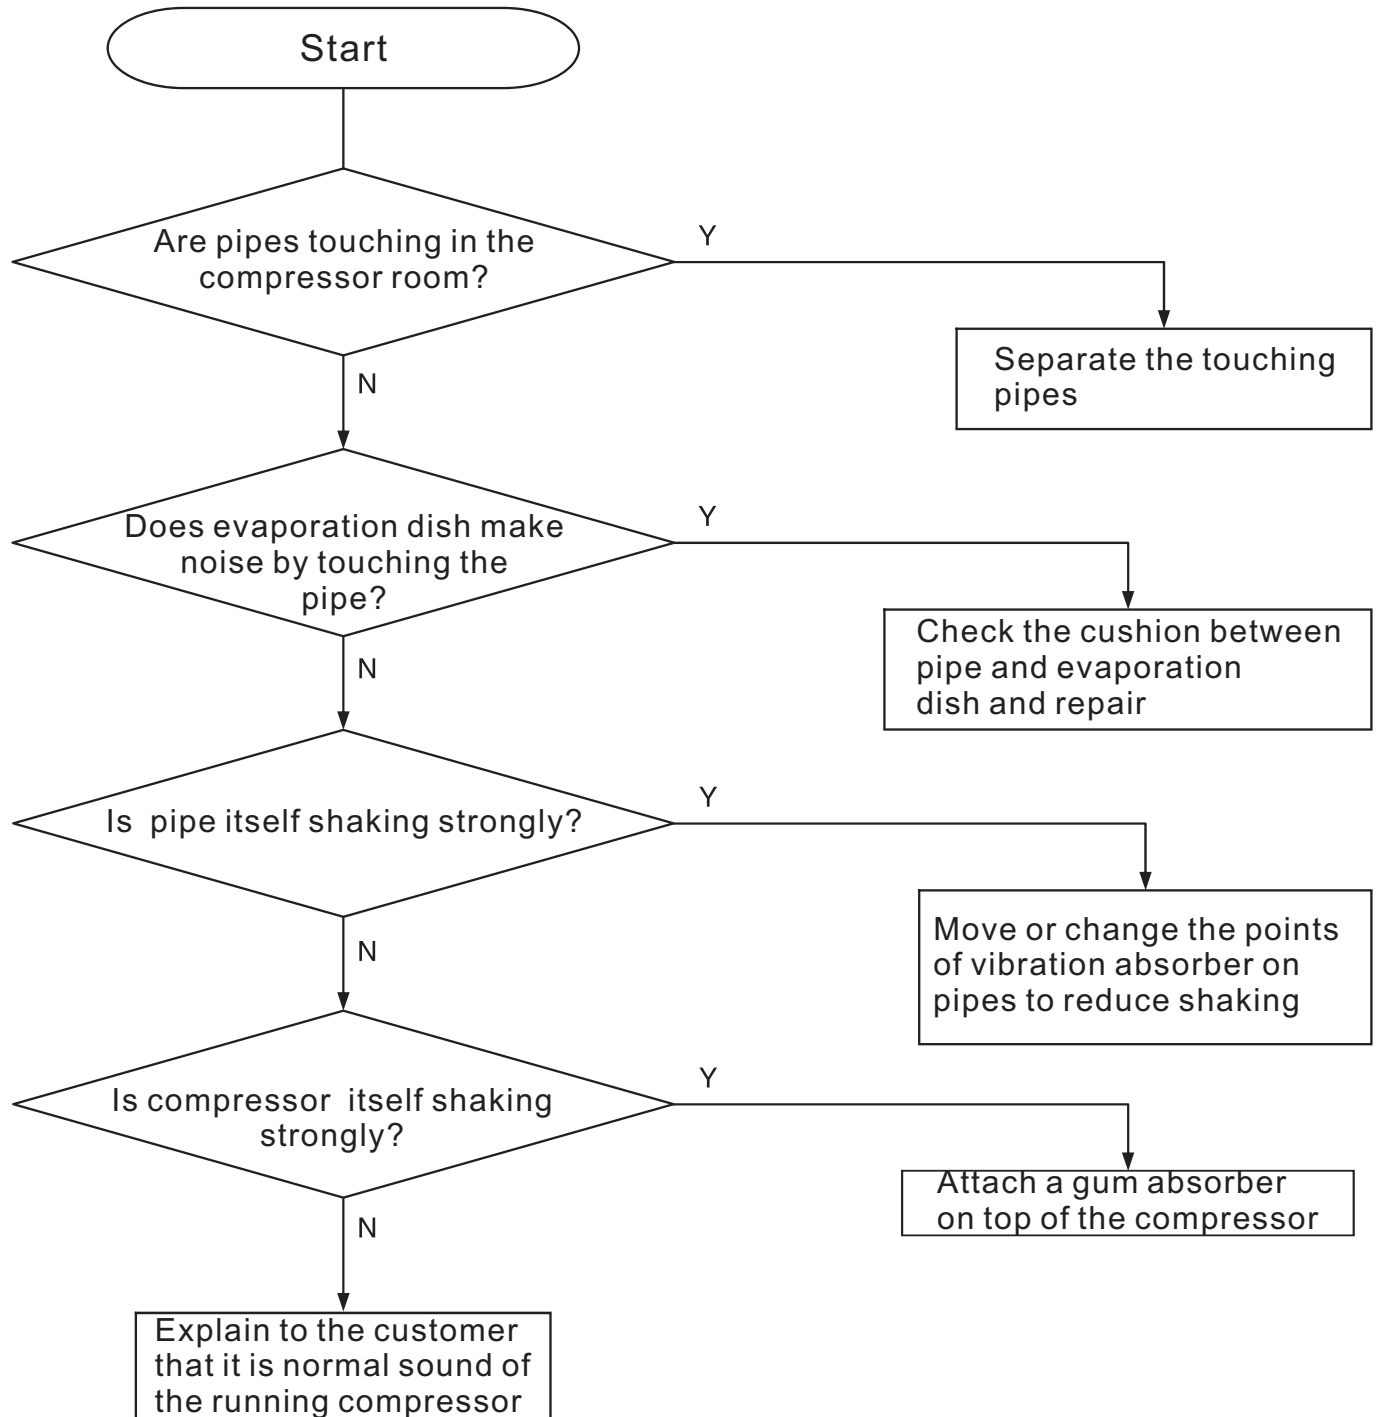 Start
Are pipes touching in the
compressor room?
Y
Separate the touching
pipes
N
Does evaporation dish make
noise by touching the
pipe?
Y
Check the cushion between
pipe and evaporation
dish and repair
N
Is pipe itself shaking strongly?
Y
Move or change the points
of vibration absorber on
pipes to reduce shaking
N
Is compressor itself shaking
strongly?
Y
Attach a gum absorber
on top of the compressor
N
Explain to the customer
that it is normal sound of
the running compressor